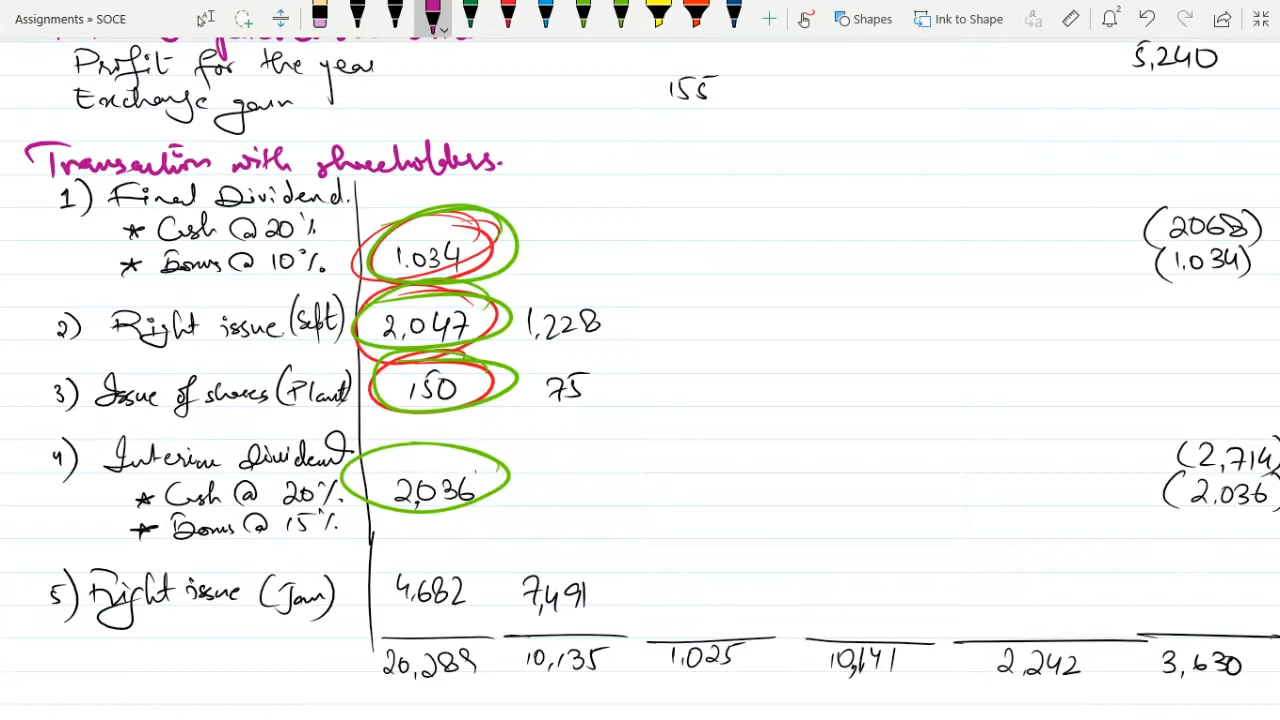 Assignments » SOCE
Shapes
Ink to Shape
2
5,240
Profit for the year
Exchange gain 155
Transaction with shareholders.
1) Final Dividend.
* Cash @ 20% (2068)
* Bonus @ 10%. 1.034 (1.034)
2) Right issue (Sept) 2,047 1,228
3) Issue of shares (Plant) 150 75
4) Interim dividend (2,714
* Cash @ 20%. 2,036 (2.036)
* Bonus @ 15%
5) Right issue (Jan) 4,682 7,491
20,289 10,135 1.025 10,141 2,242 3,630